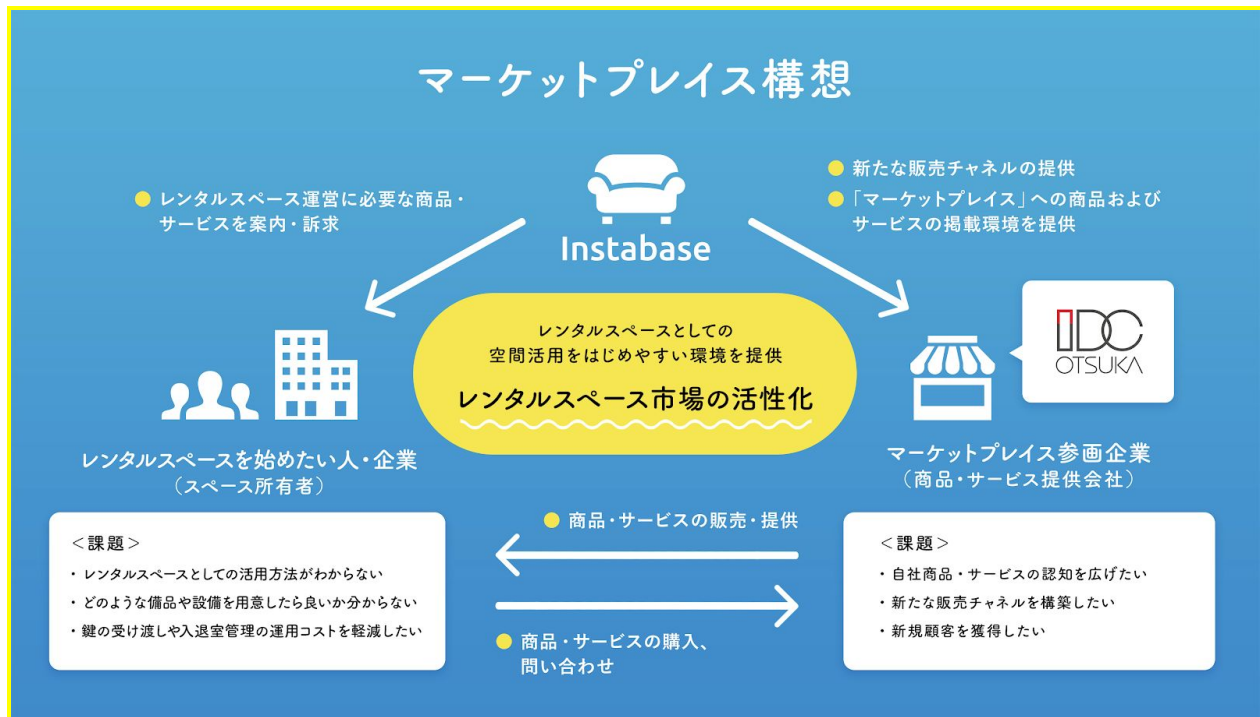 マーケットプレイス構想
レンタルスペース運営に必要な商品・
サービスを案内・訴求
新たな販売チャネルの提供
「マーケットプレイス」への商品および
サービスの掲載環境を提供
Instabase
レンタルスペースとしての
空間活用をはじめやすい環境を提供
レンタルスペース市場の活性化
IDC
OTSUKA
レンタルスペースを始めたい人・企業
（スペース所有者）
マーケットプレイス参画企業
（商品・サービス提供会社）
＜課題＞
・レンタルスペースとしての活用方法がわからない
・どのような備品や設備を用意したら良いか分からない
・鍵の受け渡しや入退室管理の運用コストを軽減したい
商品・サービスの販売・提供
商品・サービスの購入、
問い合わせ
＜課題＞
・自社商品・サービスの認知を広げたい
・新たな販売チャネルを構築したい
・新規顧客を獲得したい